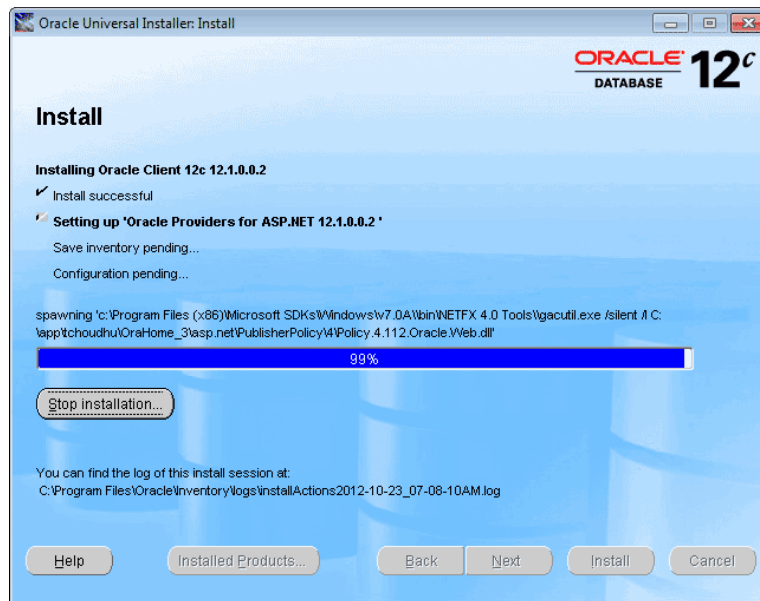 Oracle Universal Installer: Install
ORACLE
DATABASE
12c
Install
Installing Oracle Client 12c 12.1.0.0.2
Install successful
Setting up 'Oracle Providers for ASP.NET 12.1.0.0.2 '
Save inventory pending...
Configuration pending...
spawning 'c:\Program Files (x86)\Microsoft SDKs\Windows\v7.0A\\bin\NETFX 4.0 Tools\\gacutil.exe /silent /i C:
\app\tchoudhu\OraHome_3\asp.net\PublisherPolicy\4\Policy.4.112.Oracle.Web.dll'
99%
Stop installation...
You can find the log of this install session at:
C:\Program Files\Oracle\Inventory\logs\installActions2012-10-23_07-08-10AM.log
Help
Installed Products...
Back
Next
Install
Cancel